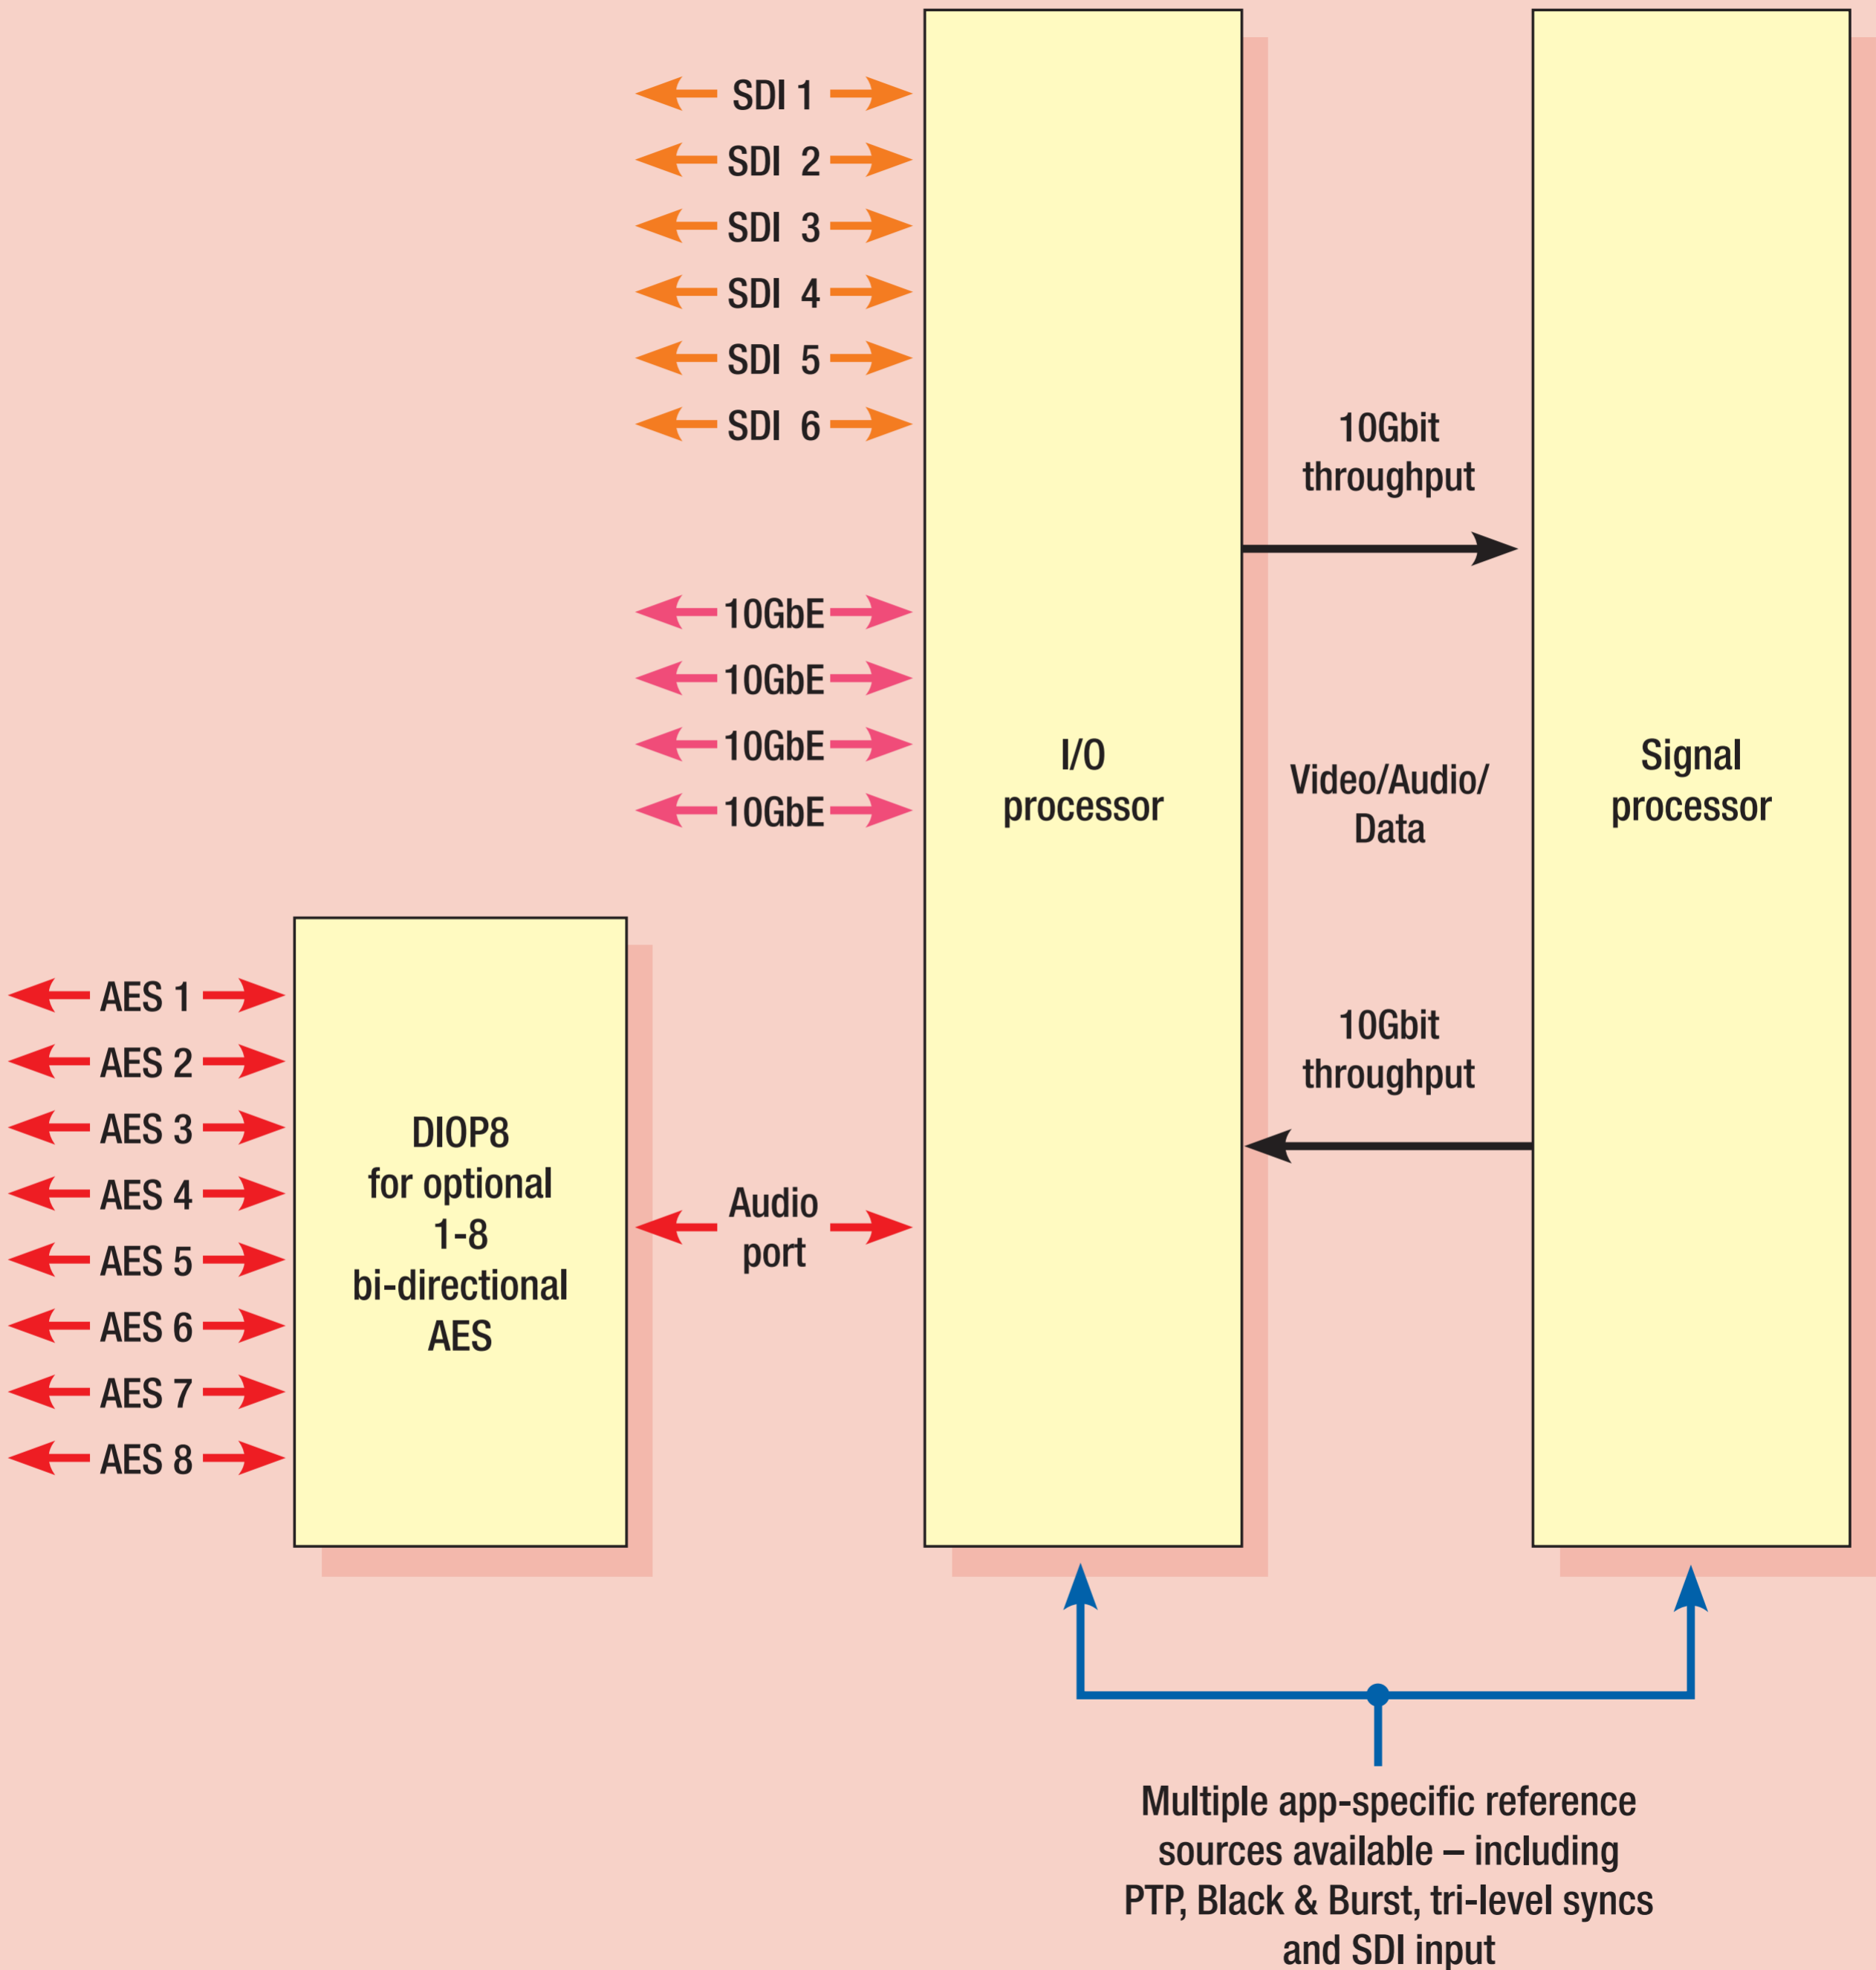 SDI 1
SDI 2
SDI 3
SDI 4
SDI 5
SDI 6
10GbE
10GbE
10GbE
10GbE
AES 1
AES 2
AES 3
AES 4
AES 5
AES 6
AES 7
AES 8
DIOP8
for optional
1-8
bi-directional
AES
Audio
port
I/O
processor
10Gbit
throughput
Video/Audio/
Data
10Gbit
throughput
Signal
processor
Multiple app-specific reference
sources available – including
PTP, Black & Burst, tri-level syncs
and SDI input